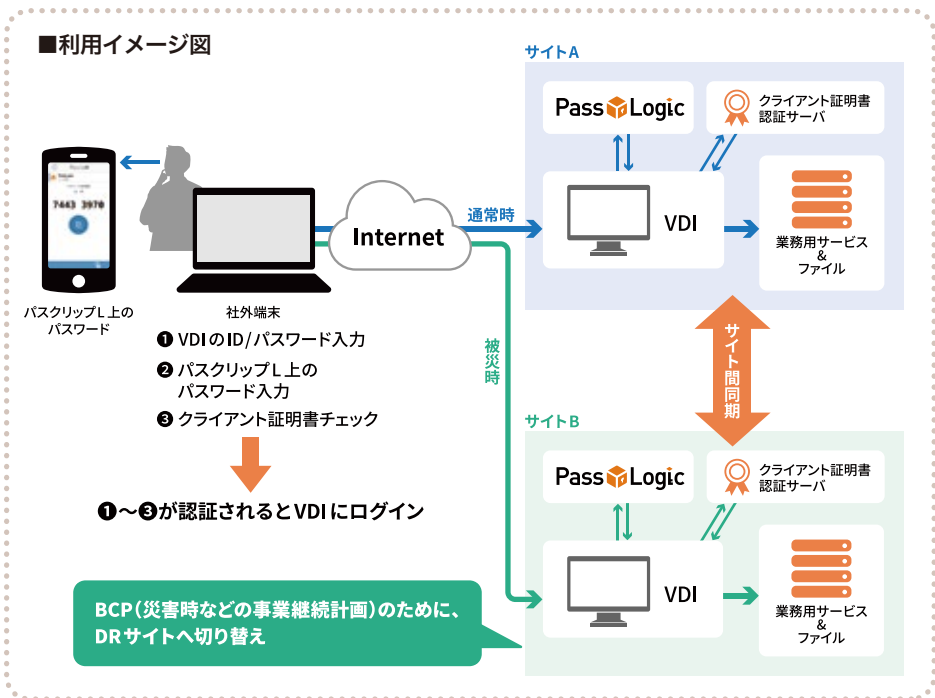 ■利用イメージ図
サイトA
Pass Logic
クライアント証明書
認証サーバ
7443 3970
Internet
通常時
VDI
業務用サービス
&
ファイル
パスクリップL上の
パスワード
社外端末
❶ VDIのID/パスワード入力
❷ パスクリップL上の
パスワード入力
❸ クライアント証明書チェック
❶〜❸が認証されるとVDIにログイン
被災時
サイト間同期
サイトB
Pass Logic
クライアント証明書
認証サーバ
VDI
業務用サービス
&
ファイル
BCP（災害時などの事業継続計画）のために、
DRサイトへ切り替え